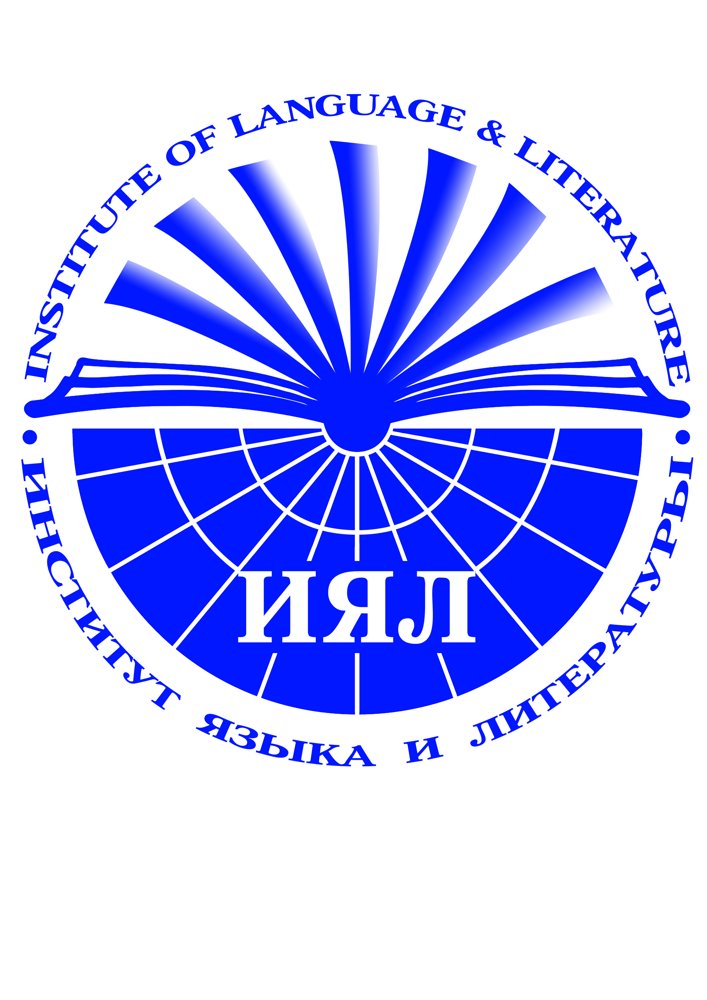 INSTITUTE OF LANGUAGE & LITERATURE
ИЯЛ
ИНСТИТУТ ЯЗЫКА И ЛИТЕРАТУРЫ